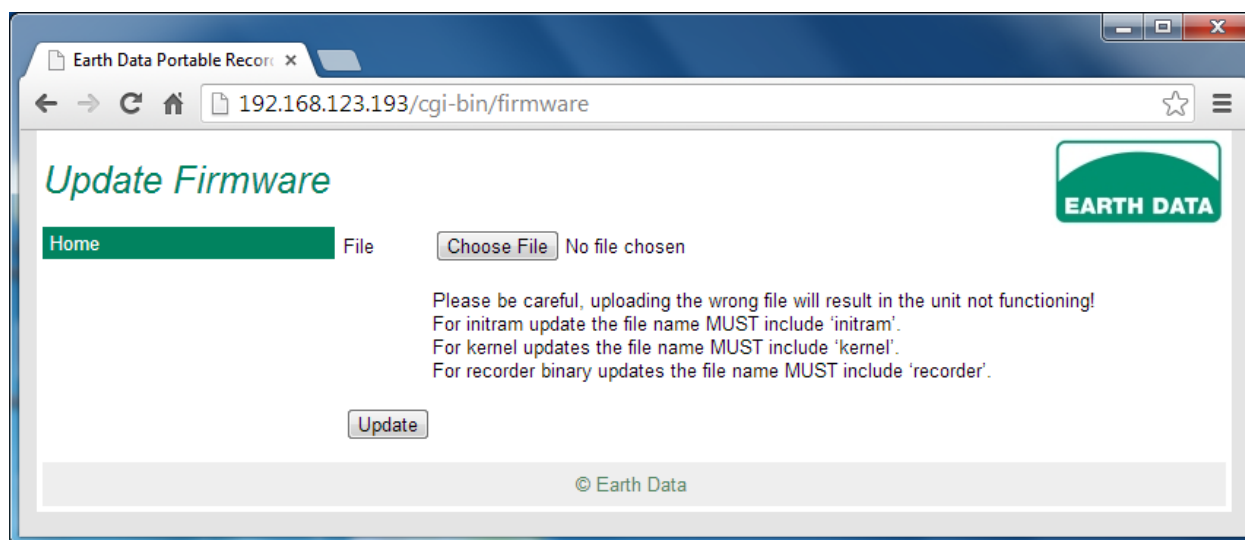 Earth Data Portable Recor
192.168.123.193/cgi-bin/firmware
Update Firmware
EARTH DATA
Home
File
Choose File No file chosen
Please be careful, uploading the wrong file will result in the unit not functioning!
For initram update the file name MUST include ‘initram’.
For kernel updates the file name MUST include ‘kernel’.
For recorder binary updates the file name MUST include ‘recorder’.
Update
© Earth Data